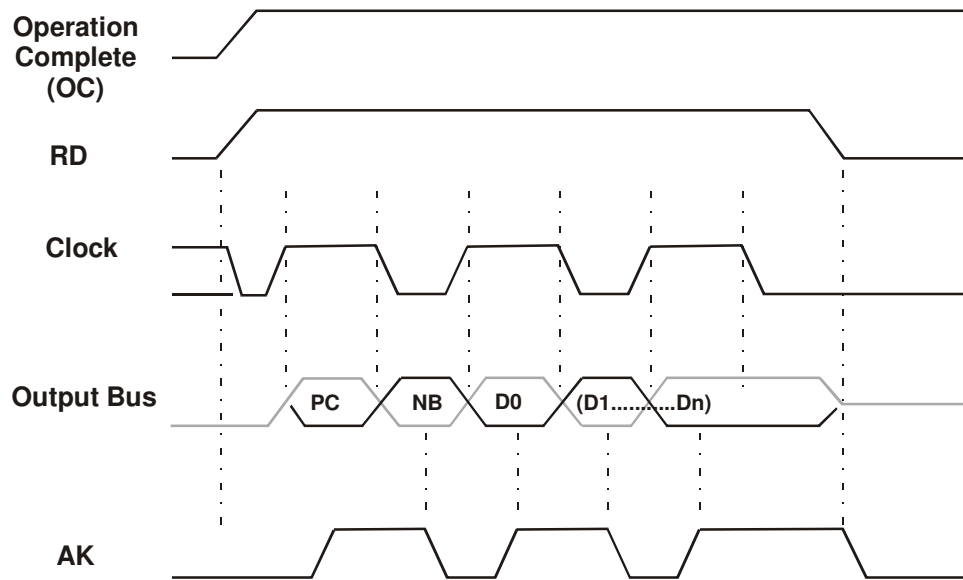 Operation
Complete
(OC)
RD
Clock
Output Bus
PC
NB
D0
(D1...........Dn)
AK